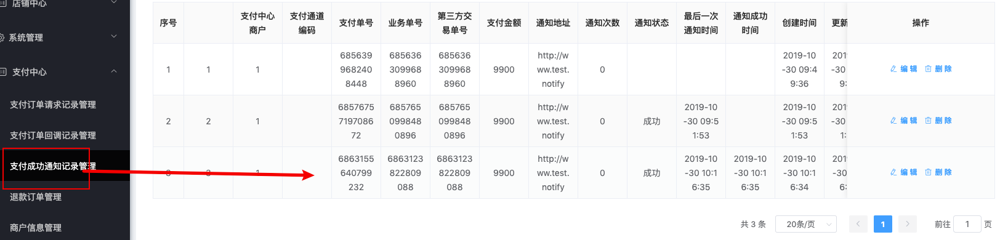 店铺中心
系统管理
支付中心
支付订单请求记录管理
支付订单回调记录管理
支付成功通知记录管理
退款订单管理
商户信息管理
序号 支付中心商户 支付通道编码 支付单号 业务单号 第三方交易单号 支付金额 通知地址 通知次数 通知状态 最后一次通知时间 通知成功时间 创建时间 更新 操作
1 1 1 6856399682408448 6856363099688960 6856363099688960 9900 http://www.test.notify 0 2019-10-30 09:49:36 201 -30 9: 编辑 删除
2 2 1 6857675719708672 6857650998480896 6857650998480896 9900 http://www.test.notify 0 成功 2019-10-30 09:51:53 2019-10-30 09:51:53 201 -30 1: 编辑 删除
3 3 1 6863155640799232 6863123822809088 6863123822809088 9900 http://www.test.notify 0 成功 2019-10-30 10:16:35 2019-10-30 10:16:35 2019-10-30 10:16:34 201 -30 6: 编辑 删除
共 3 条 20条/页 1 前往 1 页